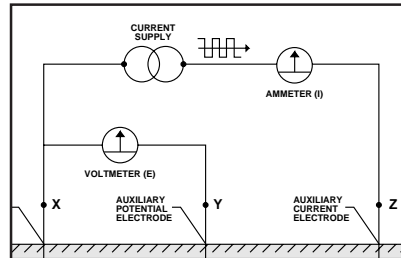 CURRENT
SUPPLY
AMMETER (I)
VOLTMETER (E)
X
AUXILIARY
POTENTIAL
ELECTRODE
Y
AUXILIARY
CURRENT
ELECTRODE
Z